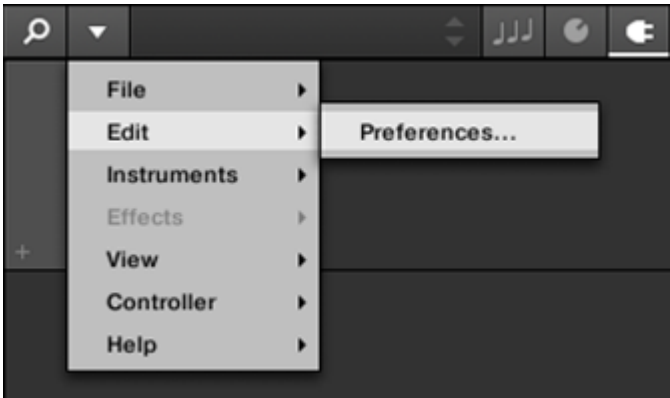 File
Edit
Preferences...
Instruments
Effects
View
Controller
Help